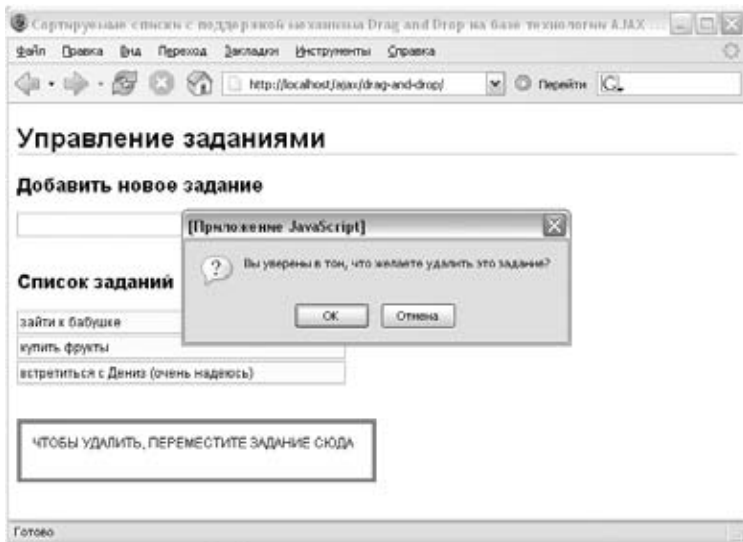 Сортируемые списки с поддержкой механизма Drag and Drop на базе технологии AJAX ...
Файл Правка Вид Переход Закладки Инструменты Справка
http://localhost/ajax/drag-and-drop/ Перейти
Управление заданиями
Добавить новое задание
[Приложение JavaScript]
Вы уверены в том, что желаете удалить это задание?
OK Отмена
Список заданий
зайти к бабушке
купить фрукты
встретиться с Дениз (очень надеюсь)
ЧТОБЫ УДАЛИТЬ, ПЕРЕМЕСТИТЕ ЗАДАНИЕ СЮДА
Готово